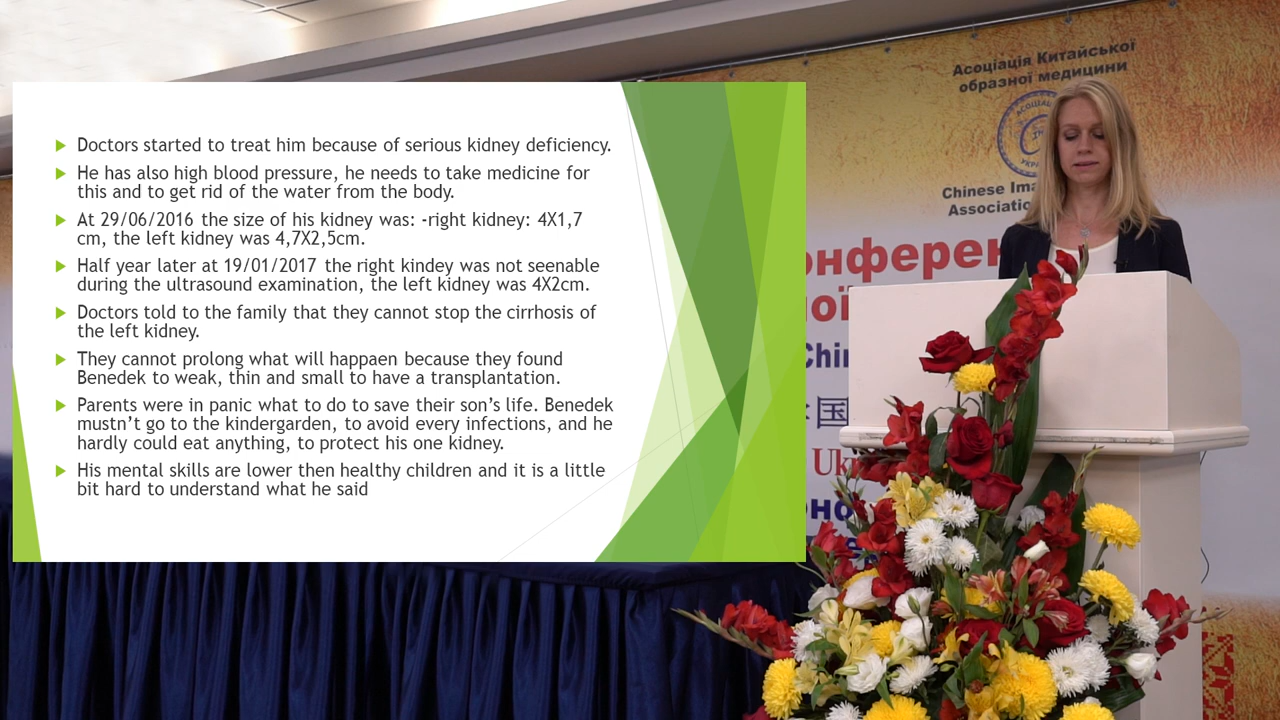 Doctors started to treat him because of serious kidney deficiency.
He has also high blood pressure, he needs to take medicine for
this and to get rid of the water from the body.
At 29/06/2016 the size of his kidney was: -right kidney: 4X1,7
cm, the left kidney was 4,7X2,5cm.
Half year later at 19/01/2017 the right kindey was not seenable
during the ultrasound examination, the left kidney was 4X2cm.
Doctors told to the family that they cannot stop the cirrhosis of
the left kidney.
They cannot prolong what will happaen because they found
Benedek to weak, thin and small to have a transplantation.
Parents were in panic what to do to save their son’s life. Benedek
mustn’t go to the kindergarden, to avoid every infections, and he
hardly could eat anything, to protect his one kidney.
His mental skills are lower then healthy children and it is a little
bit hard to understand what he said
Асоціація Китайської
образної медицини
Chinese Ima
Association
онферен
ої
Chin
国
Ukr